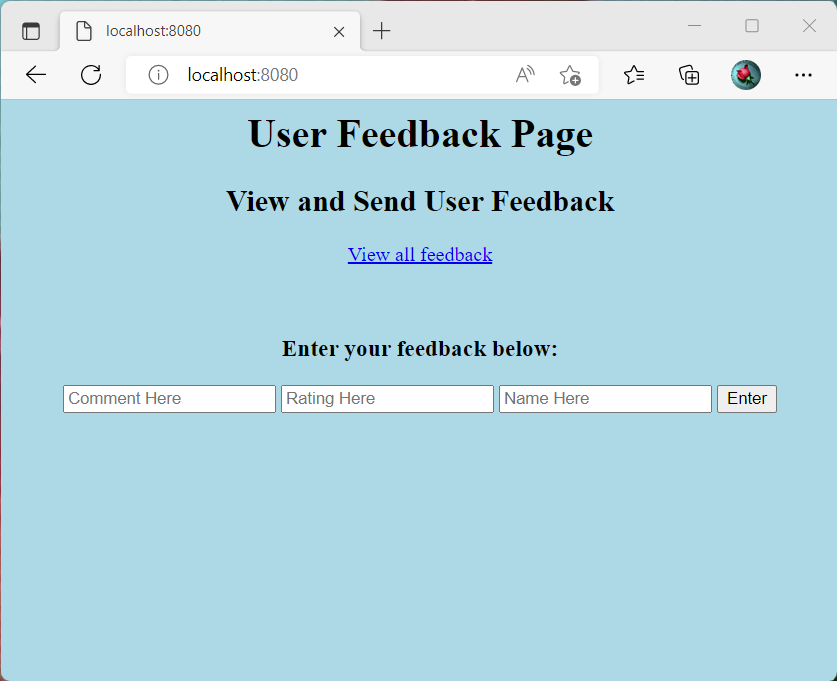 localhost:8080
localhost:8080
User Feedback Page
View and Send User Feedback
View all feedback
Enter your feedback below:
Comment Here Rating Here Name Here Enter